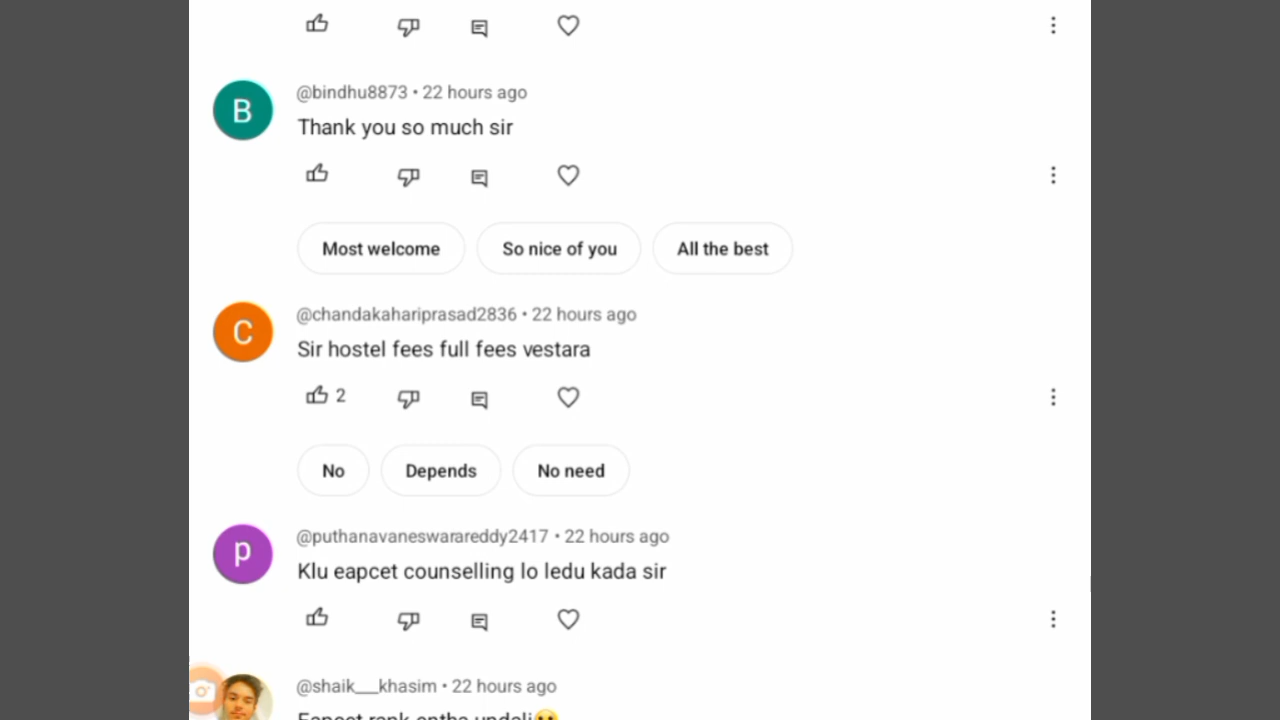 B
@bindhu8873 • 22 hours ago
Thank you so much sir
Most welcome
So nice of you
All the best
C
@chandakahariprasad2836 • 22 hours ago
Sir hostel fees full fees vestara
2
No
Depends
No need
p
@puthanavaneswarareddy2417 • 22 hours ago
Klu eapcet counselling lo ledu kada sir
@shaik__khasim • 22 hours ago
Eapcet rank entha undali